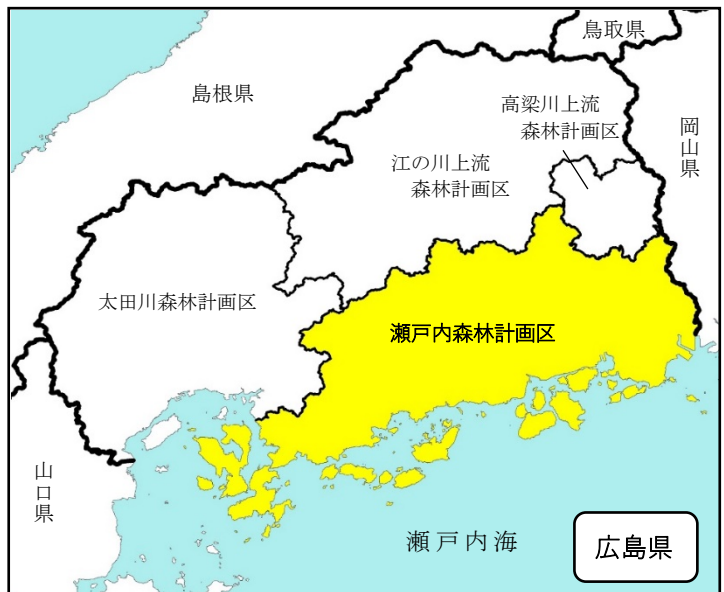 鳥取県
島根県
高梁川上流
森林計画区
岡山県
江の川上流
森林計画区
太田川森林計画区
瀬戸内森林計画区
山口県
瀬戸内海
広島県